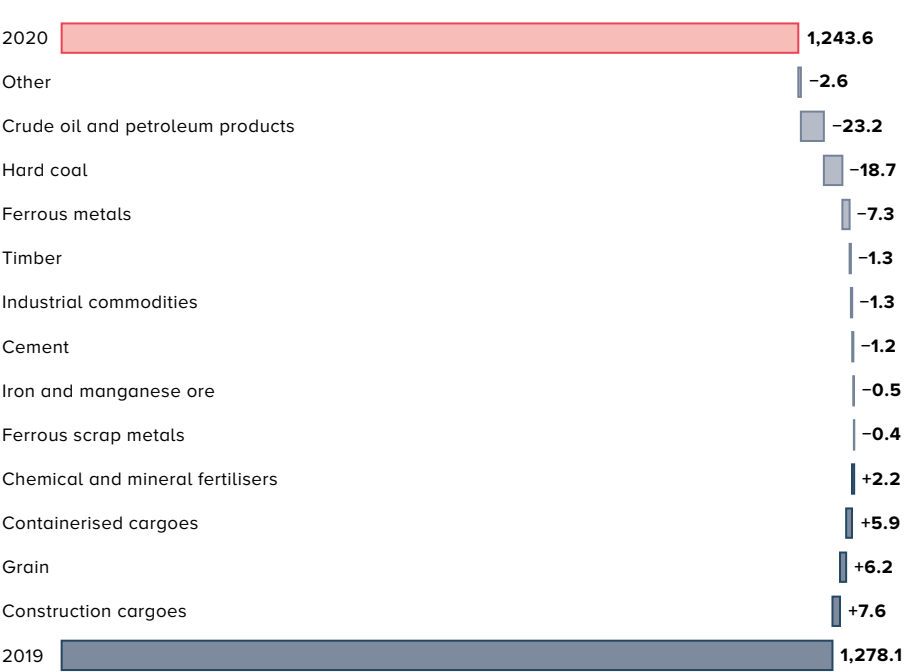 2020 1,243.6
Other −2.6
Crude oil and petroleum products −23.2
Hard coal −18.7
Ferrous metals −7.3
Timber −1.3
Industrial commodities −1.3
Cement −1.2
Iron and manganese ore −0.5
Ferrous scrap metals −0.4
Chemical and mineral fertilisers +2.2
Containerised cargoes +5.9
Grain +6.2
Construction cargoes +7.6
2019 1,278.1